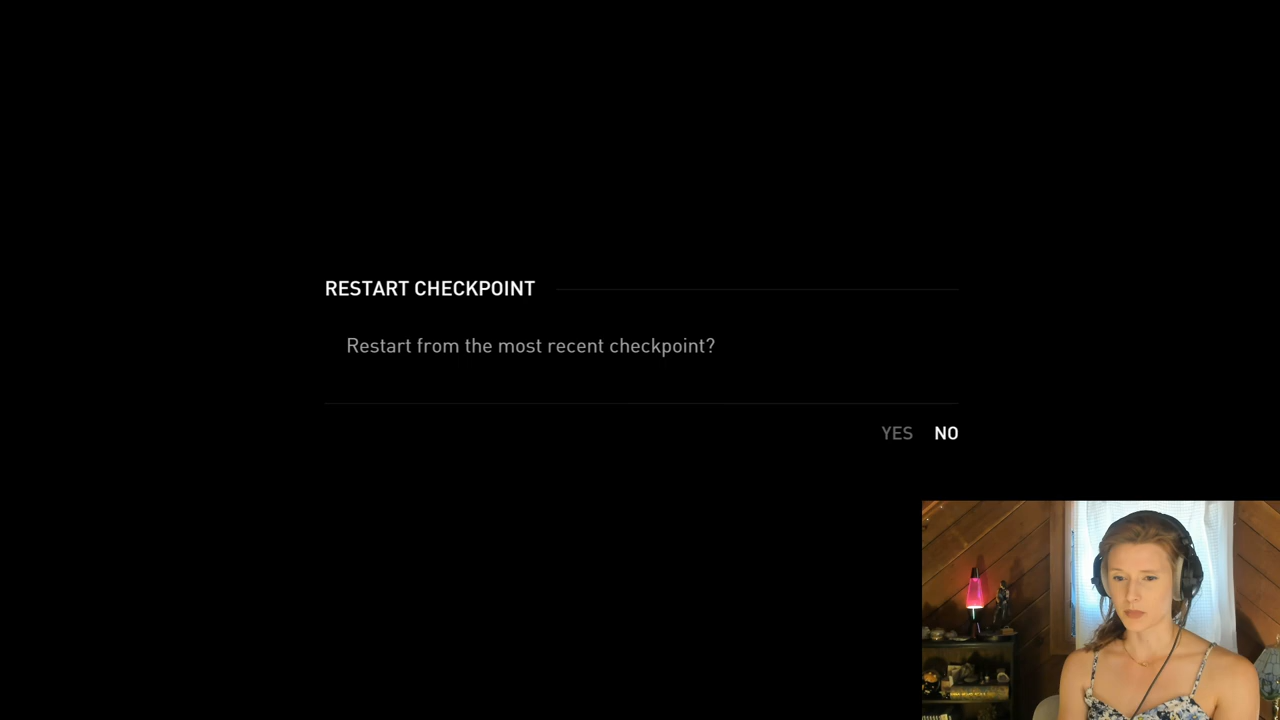 RESTART CHECKPOINT
Restart from the most recent checkpoint?
YES NO